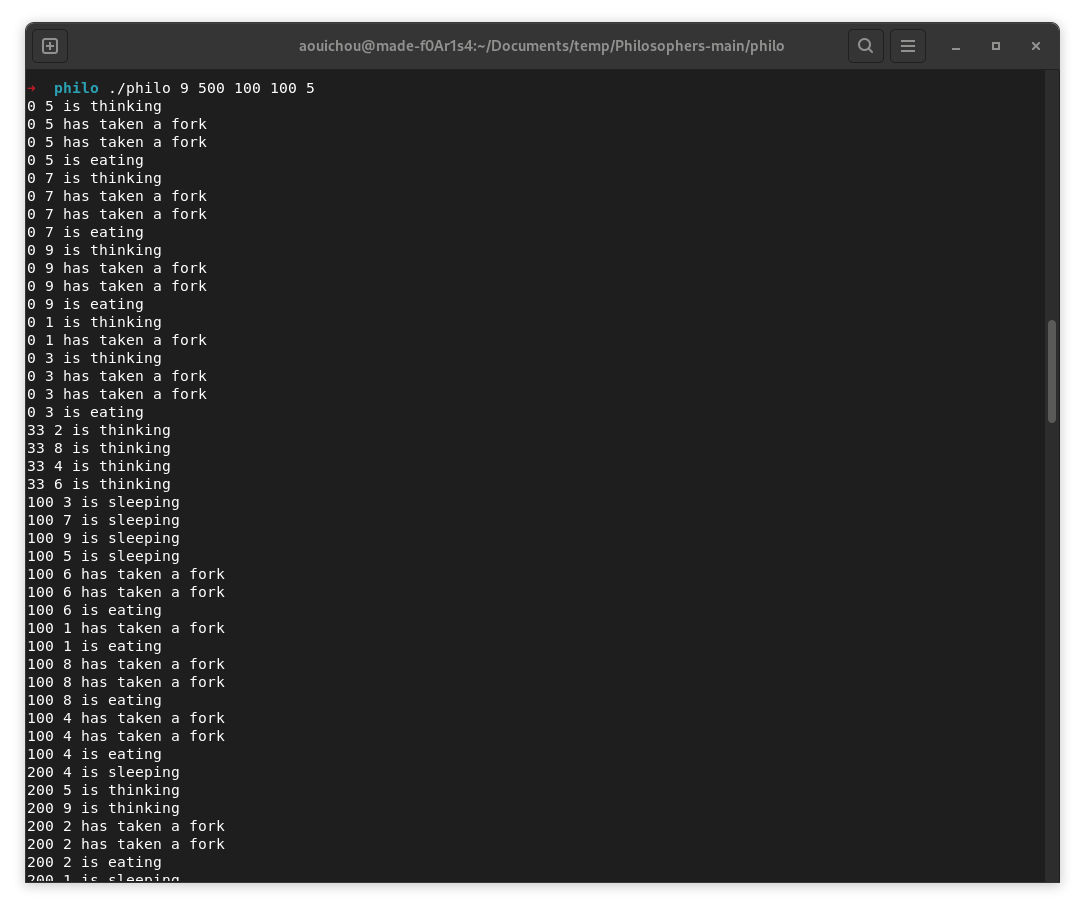 aouichou@made-f0Ar1s4:~/Documents/temp/Philosophers-main/philo
→ philo ./philo 9 500 100 100 5
0 5 is thinking
0 5 has taken a fork
0 5 has taken a fork
0 5 is eating
0 7 is thinking
0 7 has taken a fork
0 7 has taken a fork
0 7 is eating
0 9 is thinking
0 9 has taken a fork
0 9 has taken a fork
0 9 is eating
0 1 is thinking
0 1 has taken a fork
0 3 is thinking
0 3 has taken a fork
0 3 has taken a fork
0 3 is eating
33 2 is thinking
33 8 is thinking
33 4 is thinking
33 6 is thinking
100 3 is sleeping
100 7 is sleeping
100 9 is sleeping
100 5 is sleeping
100 6 has taken a fork
100 6 has taken a fork
100 6 is eating
100 1 has taken a fork
100 1 is eating
100 8 has taken a fork
100 8 has taken a fork
100 8 is eating
100 4 has taken a fork
100 4 has taken a fork
100 4 is eating
200 4 is sleeping
200 5 is thinking
200 9 is thinking
200 2 has taken a fork
200 2 has taken a fork
200 2 is eating
200 1 is sleeping